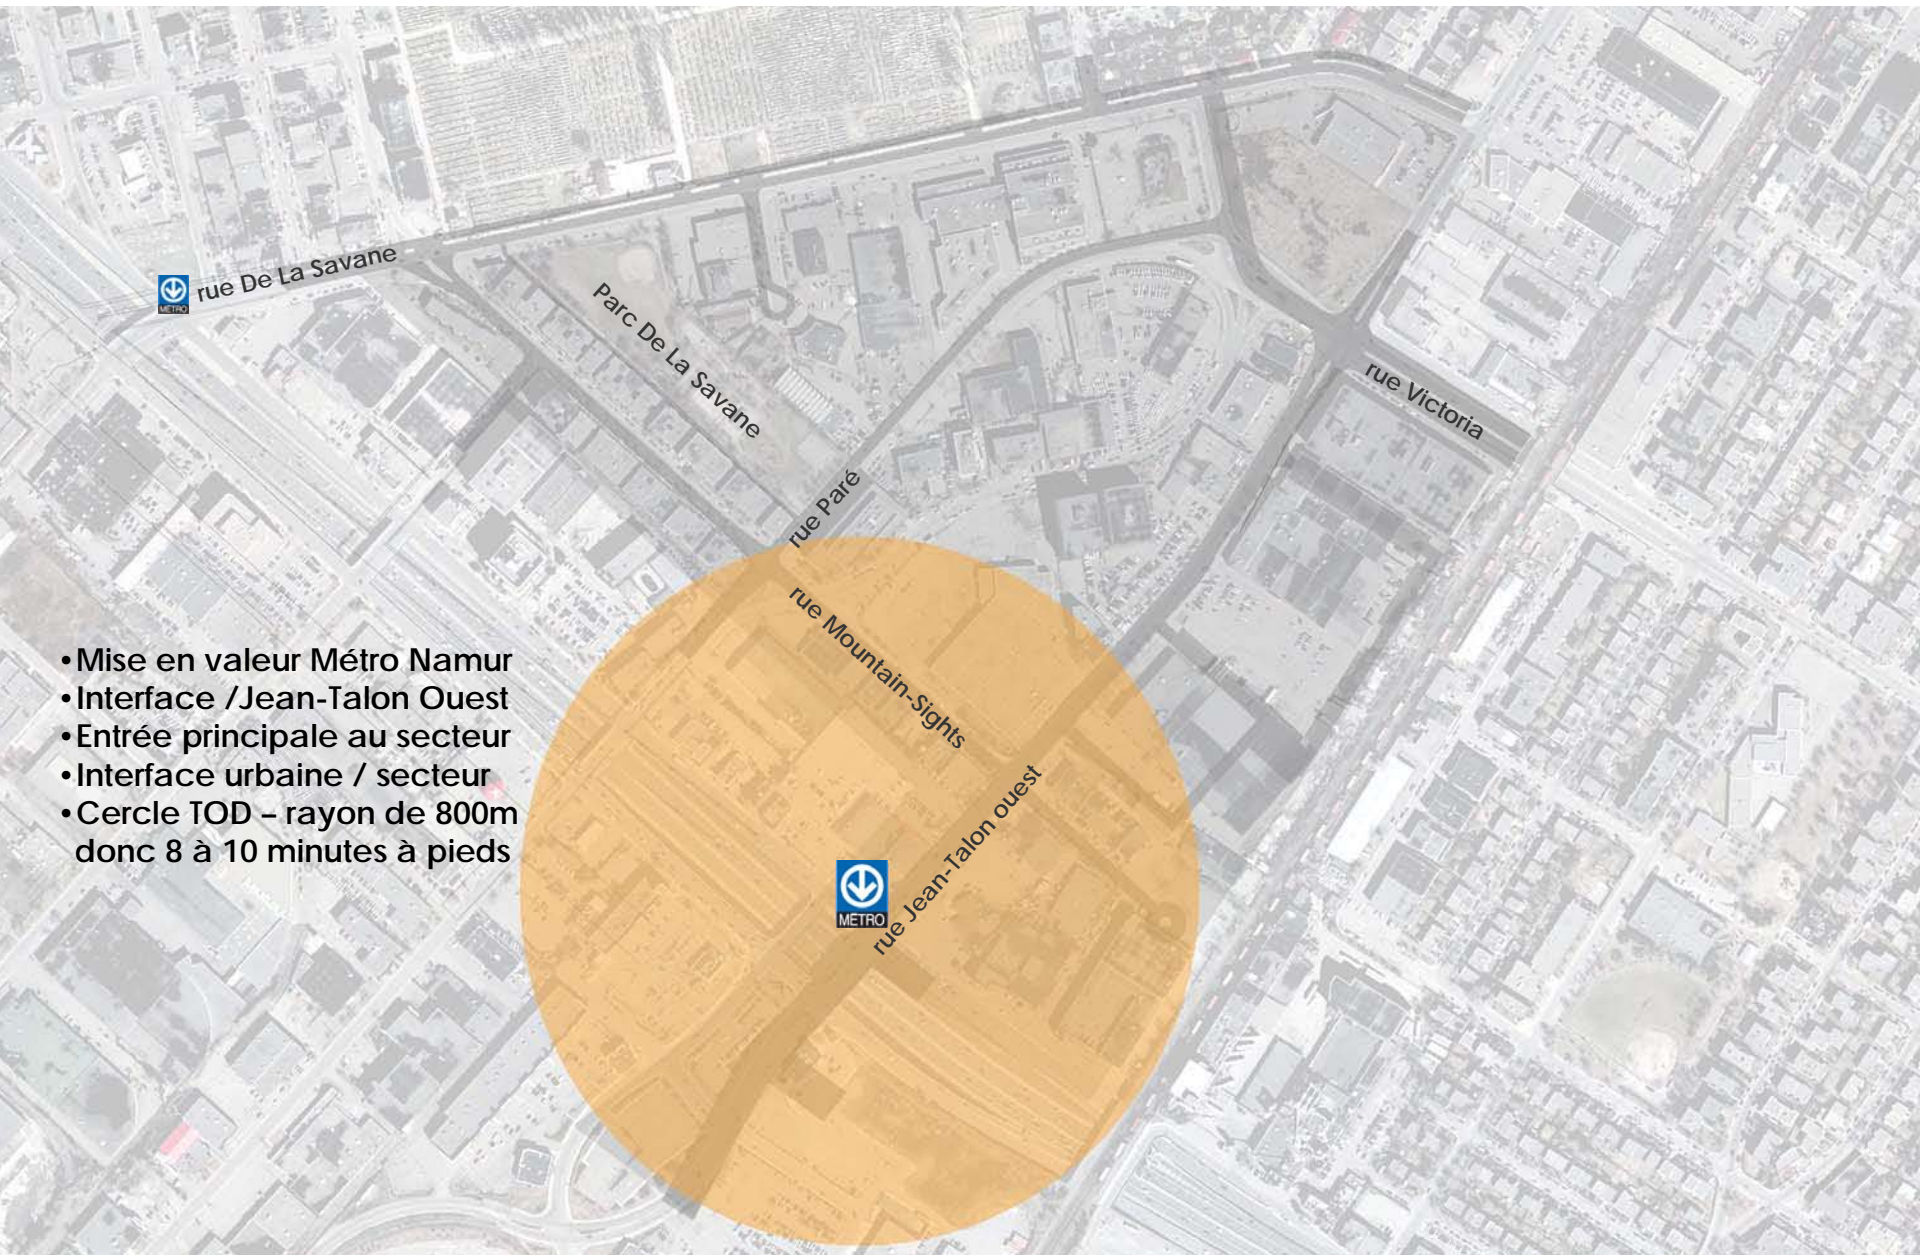 MÉTRO
rue De La Savane
Parc De La Savane
rue Victoria
rue Paré
rue Mountain-Sights
•Mise en valeur Métro Namur
•Interface /Jean-Talon Ouest
•Entrée principale au secteur
•Interface urbaine / secteur
•Cercle TOD – rayon de 800m
donc 8 à 10 minutes à pieds
rue Jean-Talon ouest
MÉTRO